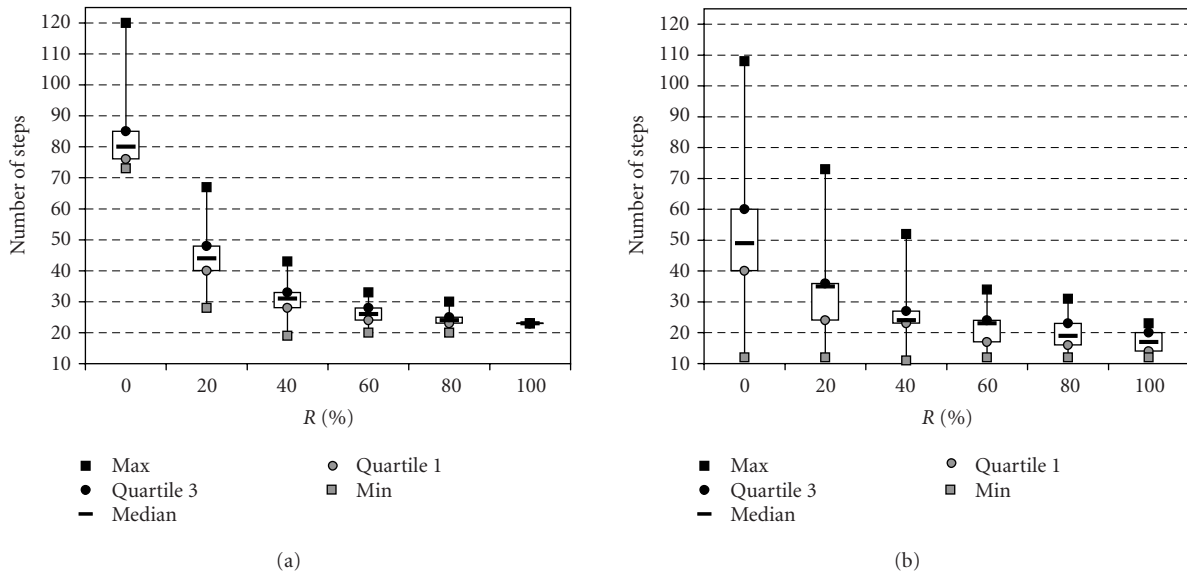 120
110
100
90
80
70
60
50
40
30
20
10
Number of steps
0 20 40 60 80 100
R (%)
Max
Quartile 3
Median
Quartile 1
Min
(a)
120
110
100
90
80
70
60
50
40
30
20
10
Number of steps
0 20 40 60 80 100
R (%)
Max
Quartile 3
Median
Quartile 1
Min
(b)